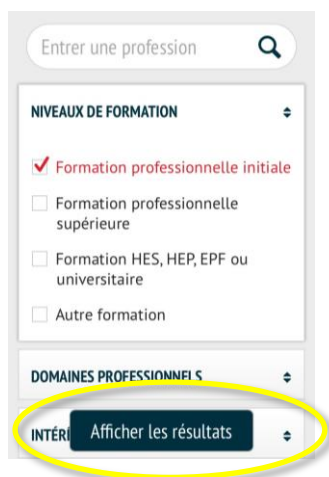 Entrer une profession
NIVEAUX DE FORMATION
Formation professionnelle initiale
Formation professionnelle
supérieure
Formation HES, HEP, EPF ou
universitaire
Autre formation
DOMAINES PROFESSIONNELS
Afficher les résultats